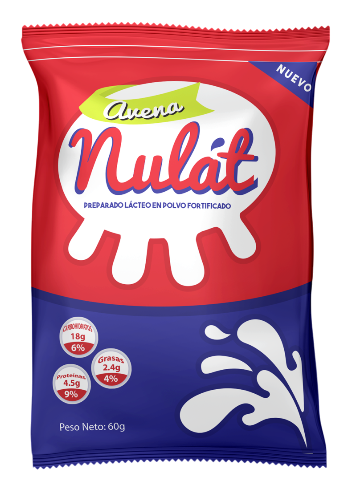 NUEVO
Avena
Nulát
PREPARADO LÁCTEO EN POLVO FORTIFICADO
CARBOHIDRATOS
18g
6%
Grasas
2.4g
4%
Proteínas
4.5g
9%
Peso Neto: 60g